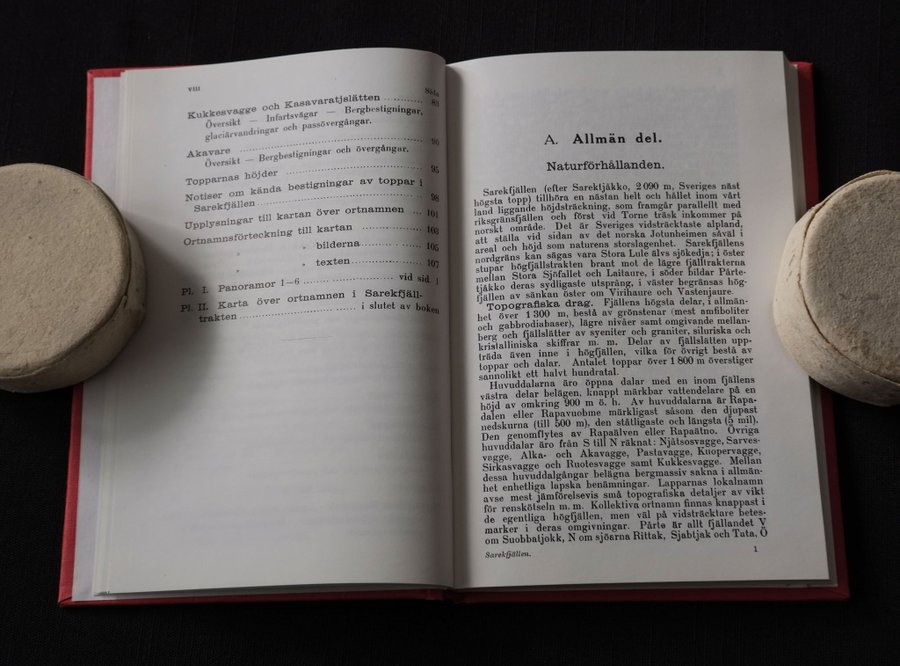 VIII
Sida
Kukkesvagge och Kasavaratjslätten .......... 83
Översikt — Infartsvägar — Bergbestigningar,
glaciärvandringar och passövergångar.
Akavare .......... 90
Översikt — Bergbestigningar och övergångar.
Topparnas höjder .......... 95
Notiser om kända bestigningar av toppar i
Sarekfjällen .......... 98
Upplysningar till kartan över ortnamnen ... 101
Ortnamnsförteckning till kartan .......... 103
„ „ bilderna .......... 105
„ „ texten .......... 107
Pl. I. Panoramor 1–6 .......... vid sid. 1
Pl. II. Karta över ortnamnen i Sarekfjäll-
trakten .......... i slutet av boken
A. Allmän del.
Naturförhållanden.
Sarekfjällen (efter Sarektjåkko, 2 090 m, Sveriges näst
högsta topp) tillhöra en nästan helt och hållet inom vårt
land liggande höjdsträckning, som framgår parallellt med
riksgränsfjällen och först vid Torne träsk inkommer på
norskt område. Det är Sveriges vidsträcktaste alpland,
att ställa vid sidan av det norska Jotunheimen såväl i
areal och höjd som naturens storslagenhet. Sarekfjällens
nordgräns kan sägas vara Stora Lule älvs sjökedja; i öster
stupar högfjällstrakten brant mot de lägre fjälltrakterna
mellan Stora Sjöfallet och Laitaure, i söder bildar Pårte-
tjåkko deras sydligaste utsprång, i väster begränsas hög-
fjällen av sänkan öster om Virihaure och Vastenjaure.
Topografiska drag. Fjällens högsta delar, i allmän-
het över 1 300 m, bestå av grönstenar (mest amfiboliter
och gabbrodiabaser), lägre nivåer samt omgivande mellan-
berg och fjällslätter av syeniter och graniter, siluriska och
kristalliniska skiffrar m. m. Delar av fjällslätten upp-
träda även inne i högfjällen, vilka för övrigt bestå av
toppar och dalar. Antalet toppar över 1 800 m överstiger
sannolikt ett halvt hundratal.
Huvuddalarna äro öppna dalar med en inom fjällens
västra delar belägen, knappt märkbar vattendelare på en
höjd av omkring 900 m ö. h. Av huvuddalarna är Rapa-
dalen eller Rapavuobme märkligast såsom den djupast
nedskurna (till 500 m), den ståtligaste och längsta (5 mil).
Den genomflytes av Rapaälven eller Rapaätno. Övriga
huvuddalar äro från S till N räknat: Njåtsosvagge, Sarves-
vagge, Alka- och Akavagge, Pastavagge, Kuopervagge,
Sirkasvagge och Ruotesvagge samt Kukkesvagge. Mellan
dessa huvuddalgångar belägna bergmassiv sakna i allmän-
het enhetliga lapska benämningar. Lapparnas lokalnamn
avse mest jämförelsevis små topografiska detaljer av vikt
för renskötseln m. m. Kollektiva ortnamn finnas knappast i
de egentliga högfjällen, men väl på vidsträcktare betes-
marker i deras omgivningar. Pårte är allt fjällandet V
om Suobbatjokk, N om sjöarna Rittak, Sjabtjak och Tata, Ö
Sarekfjällen.
1